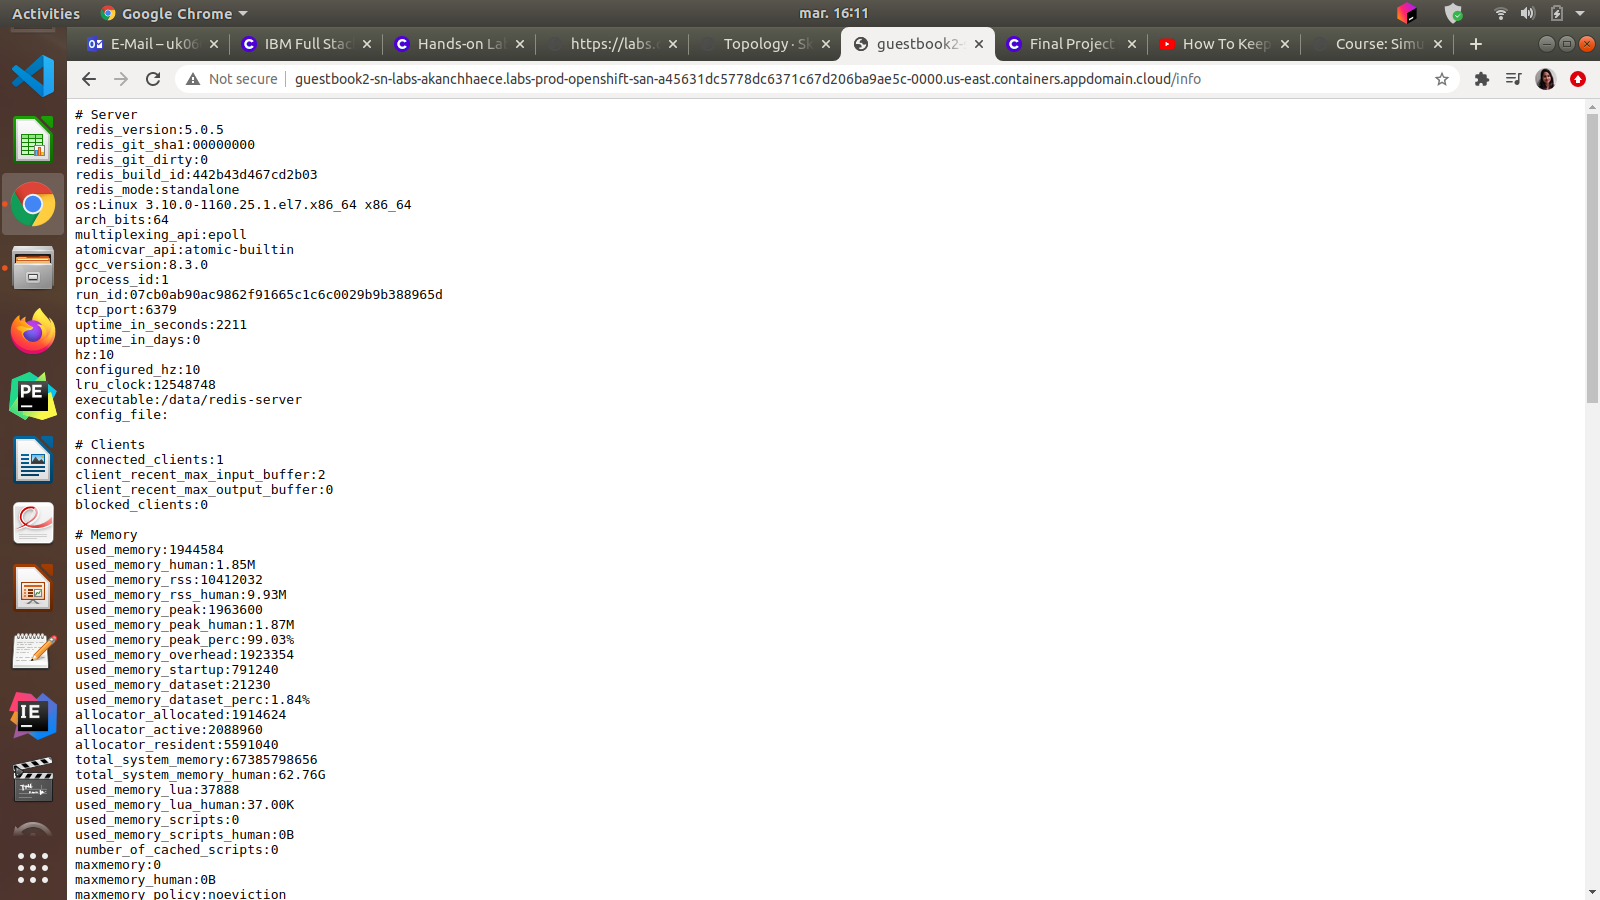 Activities
Google Chrome
mar. 16:11
E-Mail – uk06
IBM Full Stac
Hands-on La
https://labs.
Topology · S
guestbook2-
Final Project
How To Keep
Course: Simu
Not secure
guestbook2-sn-labs-akanchhaece.labs-prod-openshift-san-a45631dc5778dc6371c67d206ba9ae5c-0000.us-east.containers.appdomain.cloud/info
# Server
redis_version:5.0.5
redis_git_sha1:00000000
redis_git_dirty:0
redis_build_id:442b43d467cd2b03
redis_mode:standalone
os:Linux 3.10.0-1160.25.1.el7.x86_64 x86_64
arch_bits:64
multiplexing_api:epoll
atomicvar_api:atomic-builtin
gcc_version:8.3.0
process_id:1
run_id:07cb0ab90ac9862f91665c1c6c0029b9b388965d
tcp_port:6379
uptime_in_seconds:2211
uptime_in_days:0
hz:10
configured_hz:10
lru_clock:12548748
executable:/data/redis-server
config_file:
# Clients
connected_clients:1
client_recent_max_input_buffer:2
client_recent_max_output_buffer:0
blocked_clients:0
# Memory
used_memory:1944584
used_memory_human:1.85M
used_memory_rss:10412032
used_memory_rss_human:9.93M
used_memory_peak:1963600
used_memory_peak_human:1.87M
used_memory_peak_perc:99.03%
used_memory_overhead:1923354
used_memory_startup:791240
used_memory_dataset:21230
used_memory_dataset_perc:1.84%
allocator_allocated:1914624
allocator_active:2088960
allocator_resident:5591040
total_system_memory:67385798656
total_system_memory_human:62.76G
used_memory_lua:37888
used_memory_lua_human:37.00K
used_memory_scripts:0
used_memory_scripts_human:0B
number_of_cached_scripts:0
maxmemory:0
maxmemory_human:0B
maxmemory_policy:noeviction
PE
IE